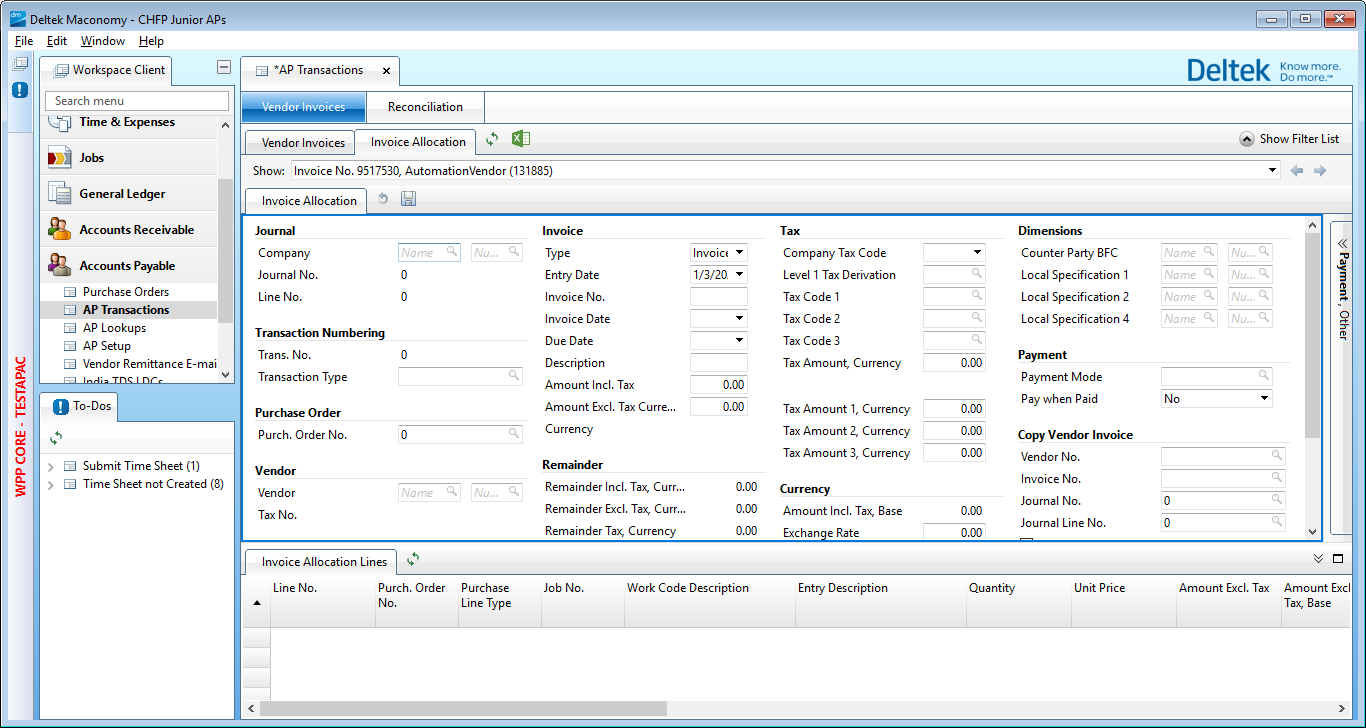 Deltek Maconomy - CHFP Junior APs
File Edit Window Help
Workspace Client
Search menu
Time & Expenses
Jobs
General Ledger
Accounts Receivable
Accounts Payable
Purchase Orders
AP Transactions
AP Lookups
AP Setup
Vendor Remittance E-mai
India TDS LDCs
WPP CORE - TESTAPAC
To-Dos
Submit Time Sheet (1)
Time Sheet not Created (8)
*AP Transactions
Deltek Know more.
Do more.™
Vendor Invoices Reconciliation
Vendor Invoices Invoice Allocation Show Filter List
Show: Invoice No. 9517530, AutomationVendor (131885)
Invoice Allocation
Journal
Company Name Nu...
Journal No. 0
Line No. 0
Transaction Numbering
Trans. No. 0
Transaction Type
Purchase Order
Purch. Order No. 0
Vendor
Vendor Name Nu...
Tax No.
Invoice
Type Invoice
Entry Date 1/3/20
Invoice No.
Invoice Date
Due Date
Description
Amount Incl. Tax 0.00
Amount Excl. Tax Curre... 0.00
Currency
Remainder
Remainder Incl. Tax, Curr... 0.00
Remainder Excl. Tax, Curr... 0.00
Remainder Tax, Currency 0.00
Tax
Company Tax Code
Level 1 Tax Derivation
Tax Code 1
Tax Code 2
Tax Code 3
Tax Amount, Currency 0.00
Tax Amount 1, Currency 0.00
Tax Amount 2, Currency 0.00
Tax Amount 3, Currency 0.00
Currency
Amount Incl. Tax, Base 0.00
Exchange Rate 0.00
Dimensions
Counter Party BFC Name Nu...
Local Specification 1 Name Nu...
Local Specification 2 Name Nu...
Local Specification 4 Name Nu...
Payment
Payment Mode
Pay when Paid No
Copy Vendor Invoice
Vendor No.
Invoice No.
Journal No. 0
Journal Line No. 0
Payment , Other
Invoice Allocation Lines
Line No.
Purch. Order
No.
Purchase
Line Type
Job No.
Work Code Description
Entry Description
Quantity
Unit Price
Amount Excl. Tax
Amount Excl
Tax, Base